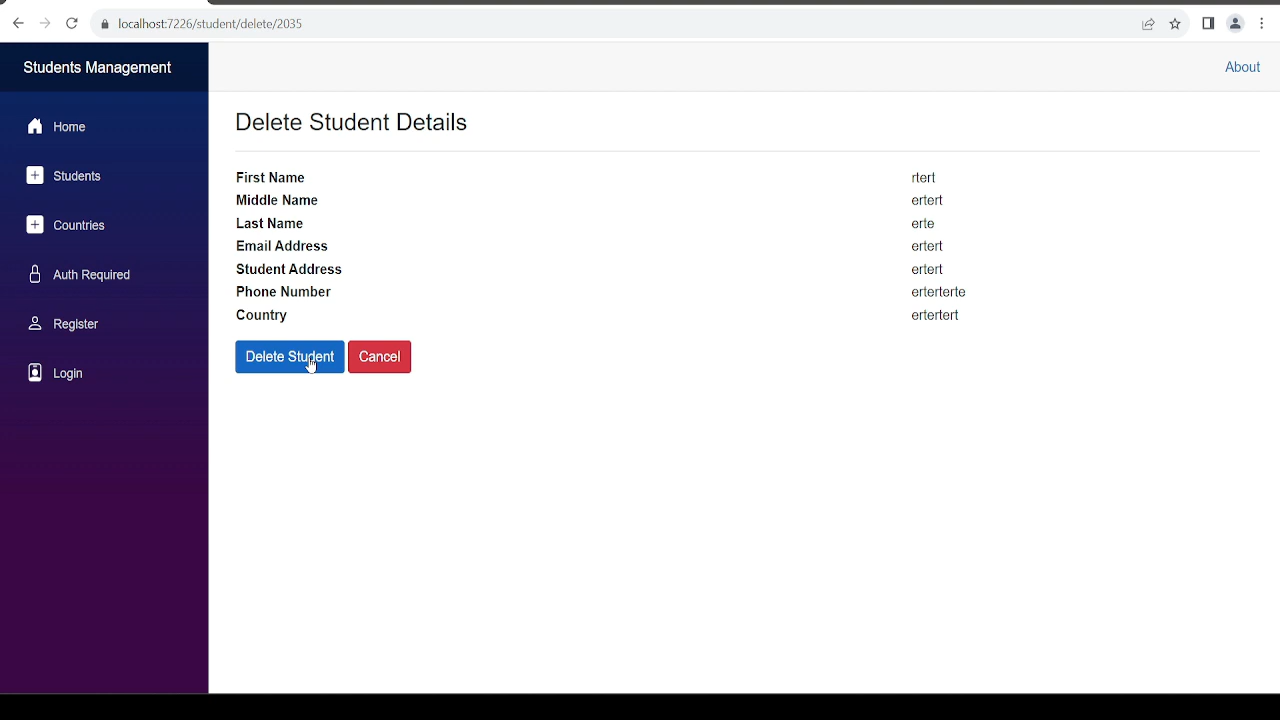 localhost:7226/student/delete/2035
Students Management
About
Home
Students
Countries
Auth Required
Register
Login
Delete Student Details
First Name rtert
Middle Name ertert
Last Name erte
Email Address ertert
Student Address ertert
Phone Number erterterte
Country ertertert
Delete Student Cancel